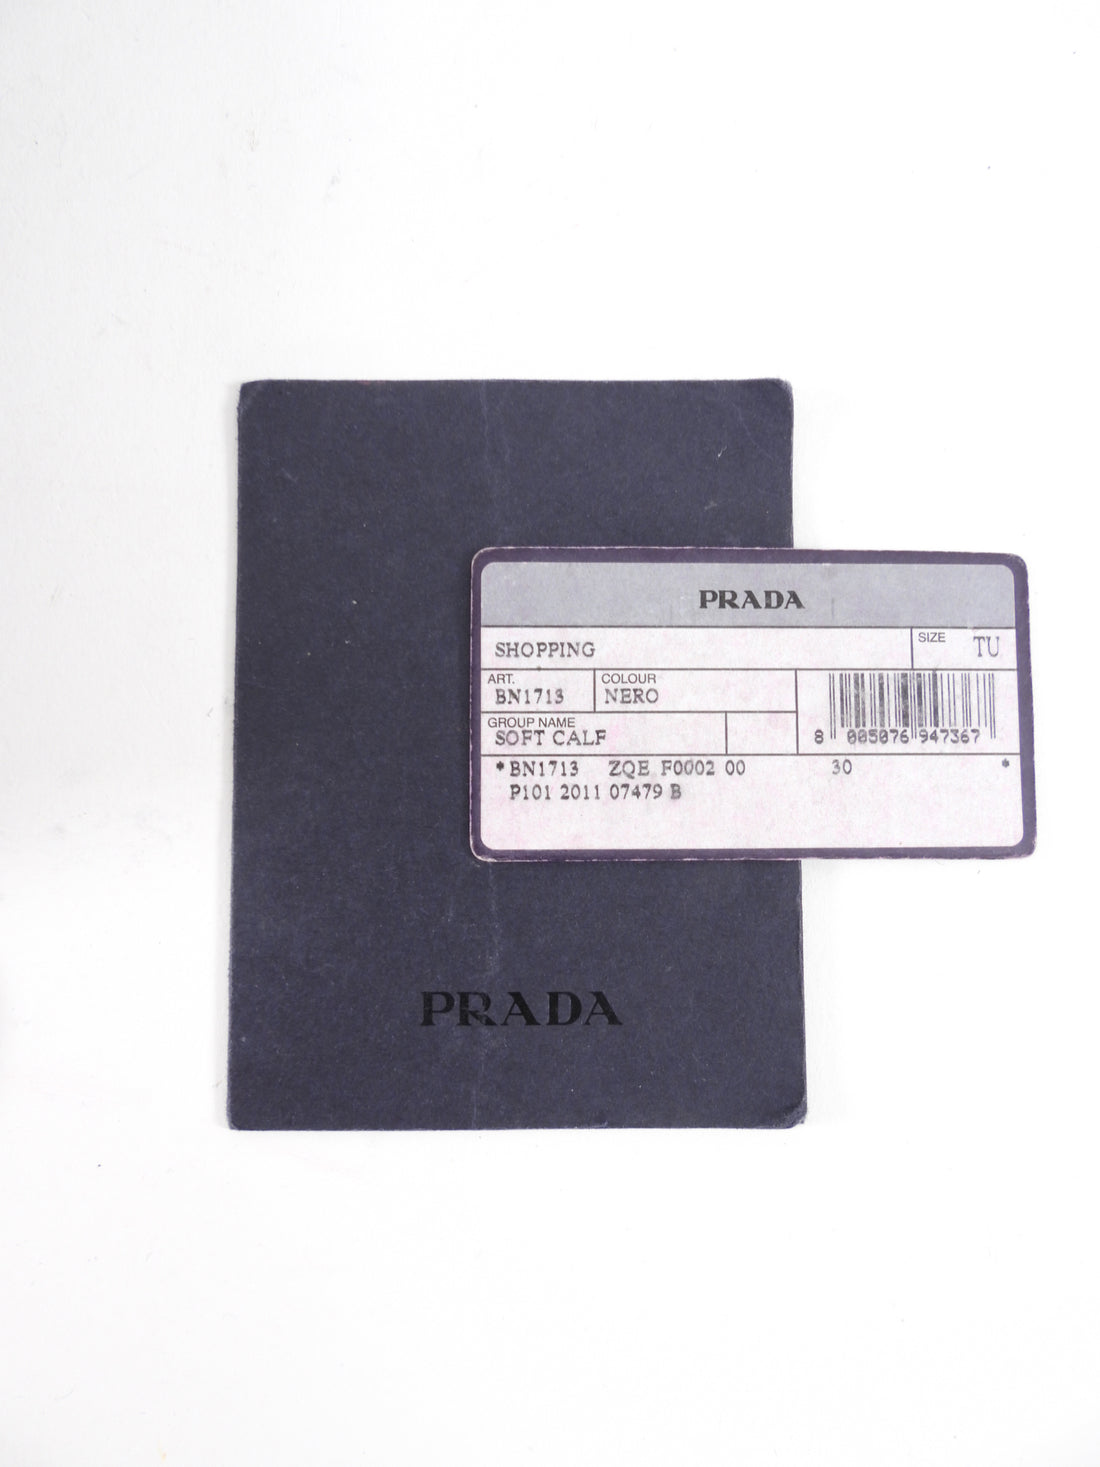 PRADA
SHOPPING
SIZE TU
ART.
BN1713
COLOUR
NERO
GROUP NAME
SOFT CALF
8 005076 947367
*BN1713 ZQE F0002 00 30 *
P101 2011 07479 B
PRADA